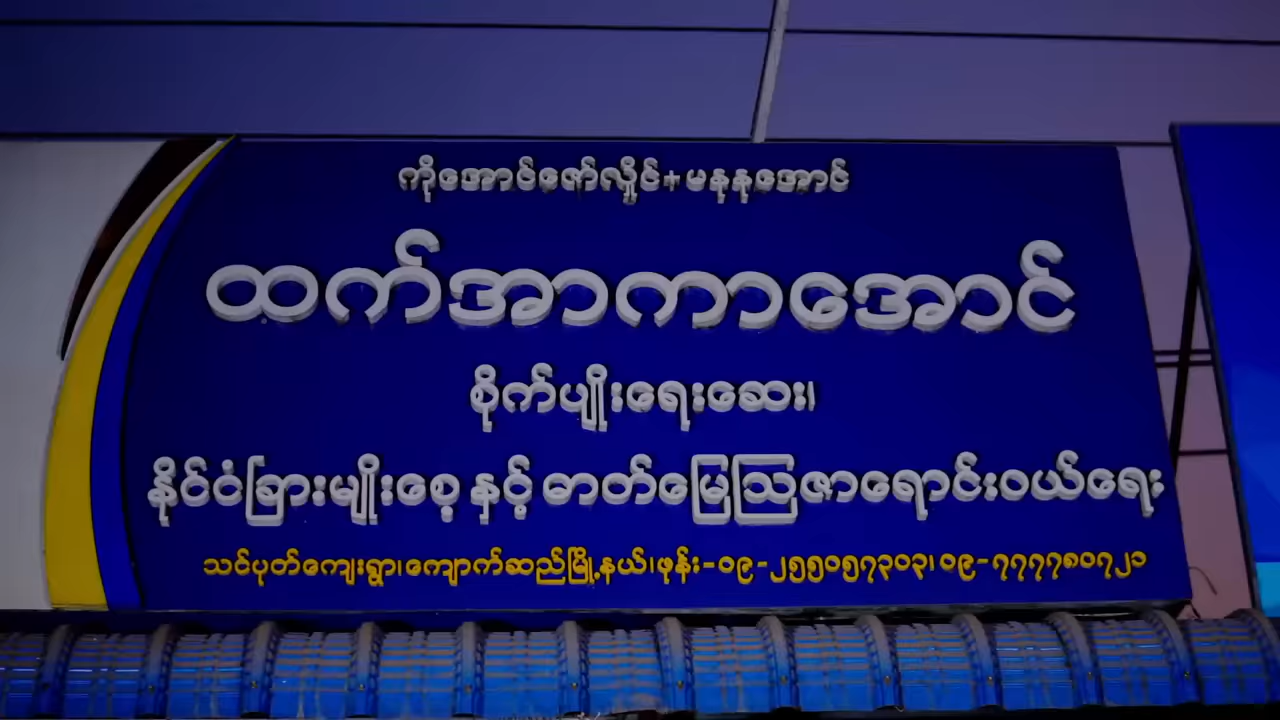 ကိုအောင်ဇော်လှိုင်+မနုနုအောင်
ထက်အာကာအောင်
စိုက်ပျိုးရေးဆေး၊
နိုင်ငံခြားမျိုးစေ့ နှင့် ဓာတ်မြေဩဇာရောင်းဝယ်ရေး
သင်ပုတ်ကျေးရွာ၊ကျောက်ဆည်မြို့နယ်၊ဖုန်း-၀၉-၂၅၅၀၅၇၃၀၃၊၀၉-၇၇၇၇၈၀၇၂၁